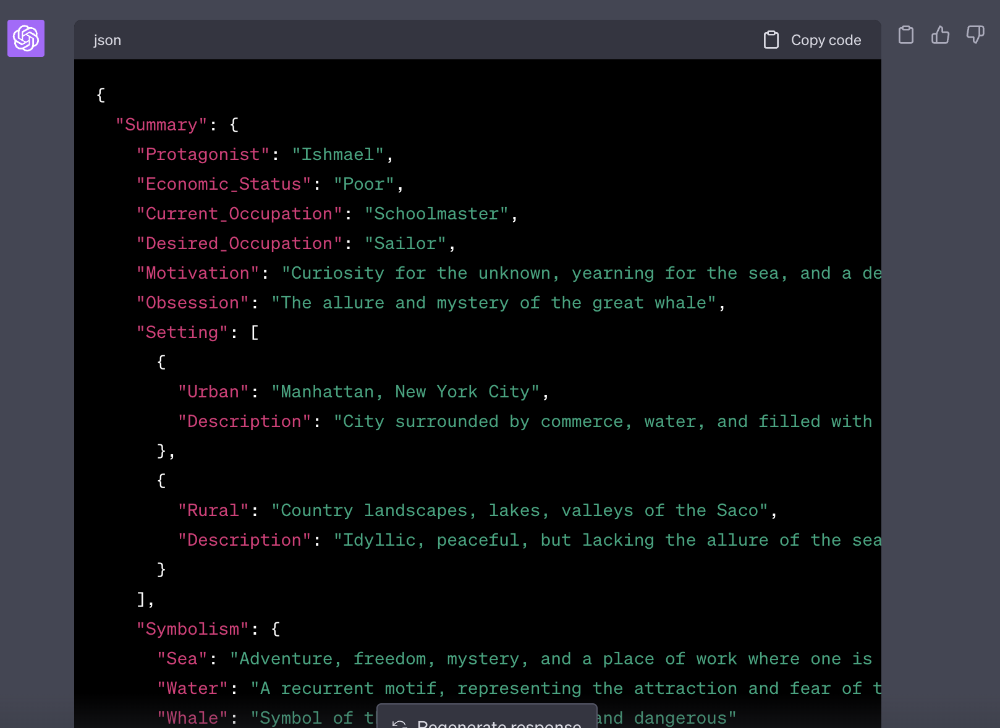 json
Copy code
{
"Summary": {
"Protagonist": "Ishmael",
"Economic_Status": "Poor",
"Current_Occupation": "Schoolmaster",
"Desired_Occupation": "Sailor",
"Motivation": "Curiosity for the unknown, yearning for the sea, and a de
"Obsession": "The allure and mystery of the great whale",
"Setting": [
{
"Urban": "Manhattan, New York City",
"Description": "City surrounded by commerce, water, and filled with
},
{
"Rural": "Country landscapes, lakes, valleys of the Saco",
"Description": "Idyllic, peaceful, but lacking the allure of the sea
}
],
"Symbolism": {
"Sea": "Adventure, freedom, mystery, and a place of work where one is
"Water": "A recurrent motif, representing the attraction and fear of t
"Whale": "Symbol of and dangerous"
Regenerate response